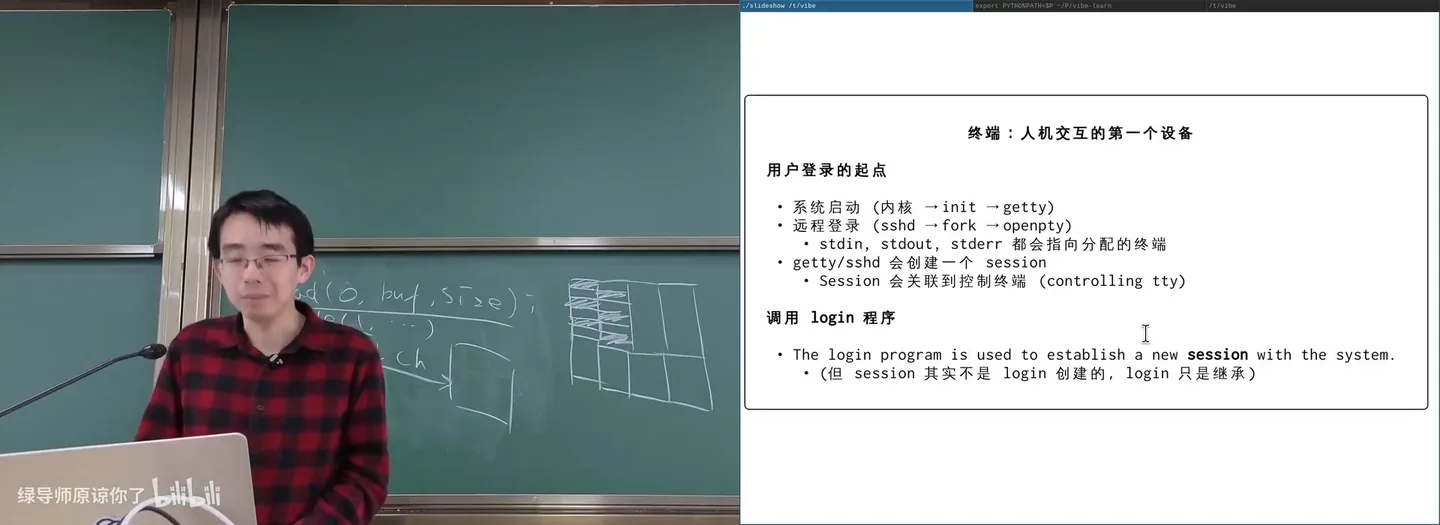 ./slideshow /t/vibe
export PYTHONPATH=$P ~/P/vibe-learn
/t/vibe
终端：人机交互的第一个设备
用户登录的起点
• 系统启动 (内核 →init →getty)
• 远程登录 (sshd →fork →openpty)
• stdin, stdout, stderr 都会指向分配的终端
• getty/sshd 会创建一个 session
• Session 会关联到控制终端 (controlling tty)
调用 login 程序
• The login program is used to establish a new session with the system.
• (但 session 其实不是 login 创建的, login 只是继承)
(0, buf, size);
(1, ...)
ch
绿导师原谅你了 bilibili